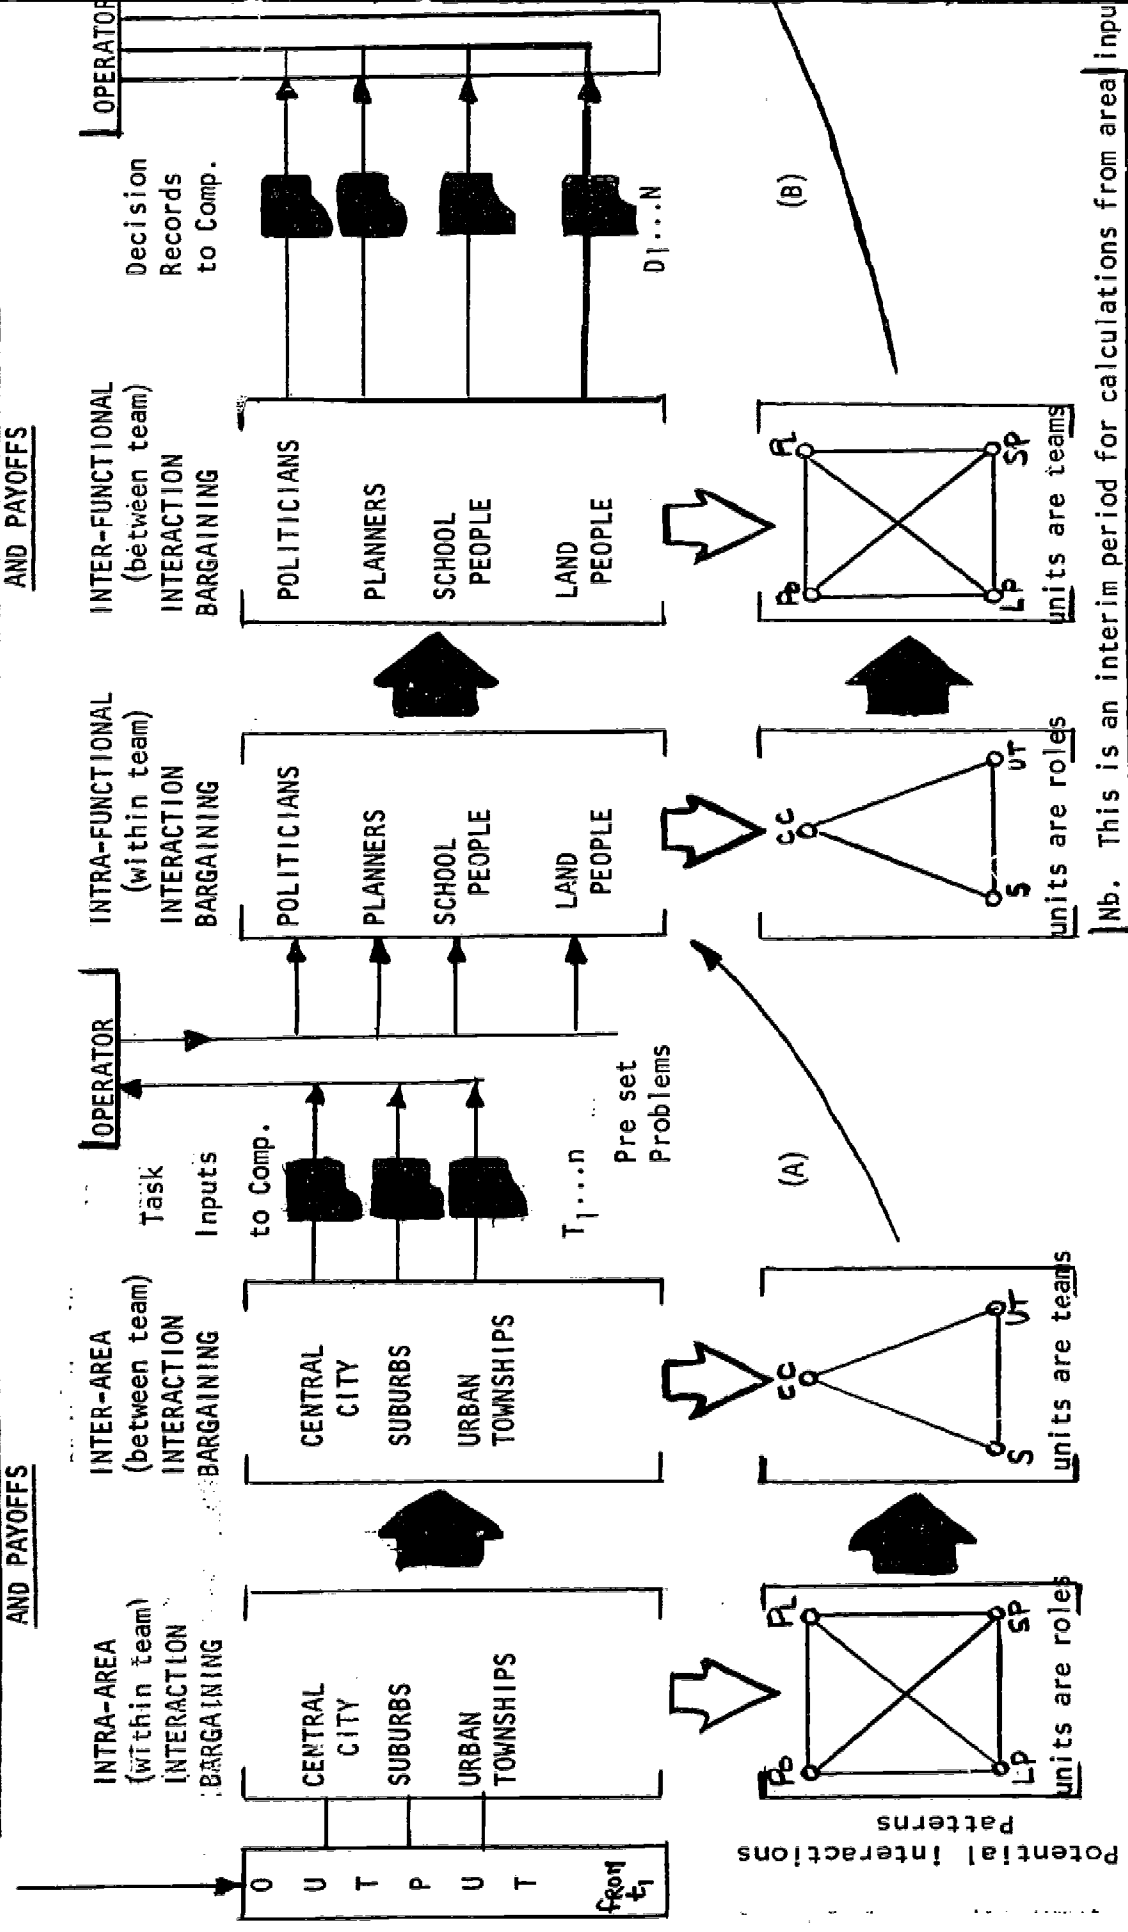 AND PAYOFFS
AND PAYOFFS
INTRA-AREA
(within team)
INTERACTION
BARGAINING
INTER-AREA
(between team)
INTERACTION
BARGAINING
Task
Inputs
to Comp.
OPERATOR
INTRA-FUNCTIONAL
(within team)
INTERACTION
BARGAINING
INTER-FUNCTIONAL
(between team)
INTERACTION
BARGAINING
Decision
Records
to Comp.
OPERATOR
O
U
T
P
U
T
FROM
t1
CENTRAL
CITY
SUBURBS
URBAN
TOWNSHIPS
CENTRAL
CITY
SUBURBS
URBAN
TOWNSHIPS
T1...n
Pre set
Problems
POLITICIANS
PLANNERS
SCHOOL
PEOPLE
LAND
PEOPLE
POLITICIANS
PLANNERS
SCHOOL
PEOPLE
LAND
PEOPLE
D1...N
Potential interactions
Patterns
PO
PL
LP
SP
units are roles
CC
S
UT
units are teams
(A)
CC
S
UT
units are roles
PO
PL
LP
SP
units are teams
(B)
Nb. This is an interim period for calculations from area inpu